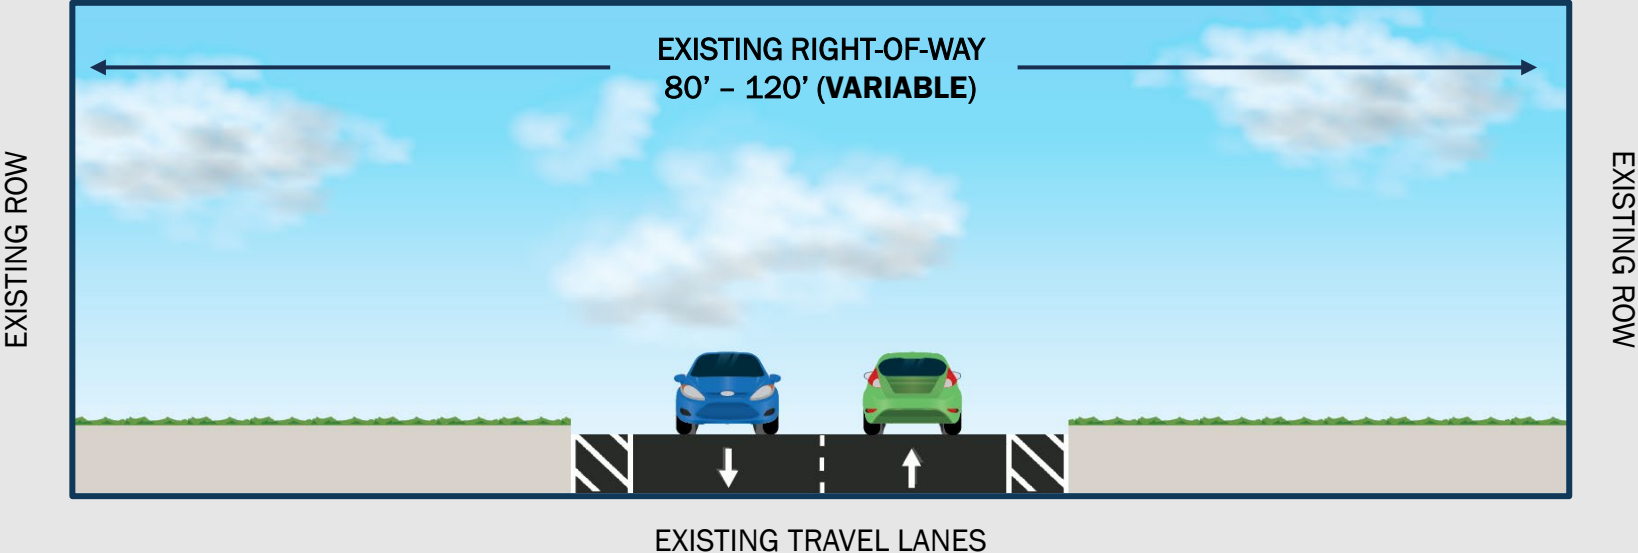 EXISTING RIGHT-OF-WAY
80’ – 120’ (VARIABLE)
EXISTING ROW
EXISTING ROW
EXISTING TRAVEL LANES